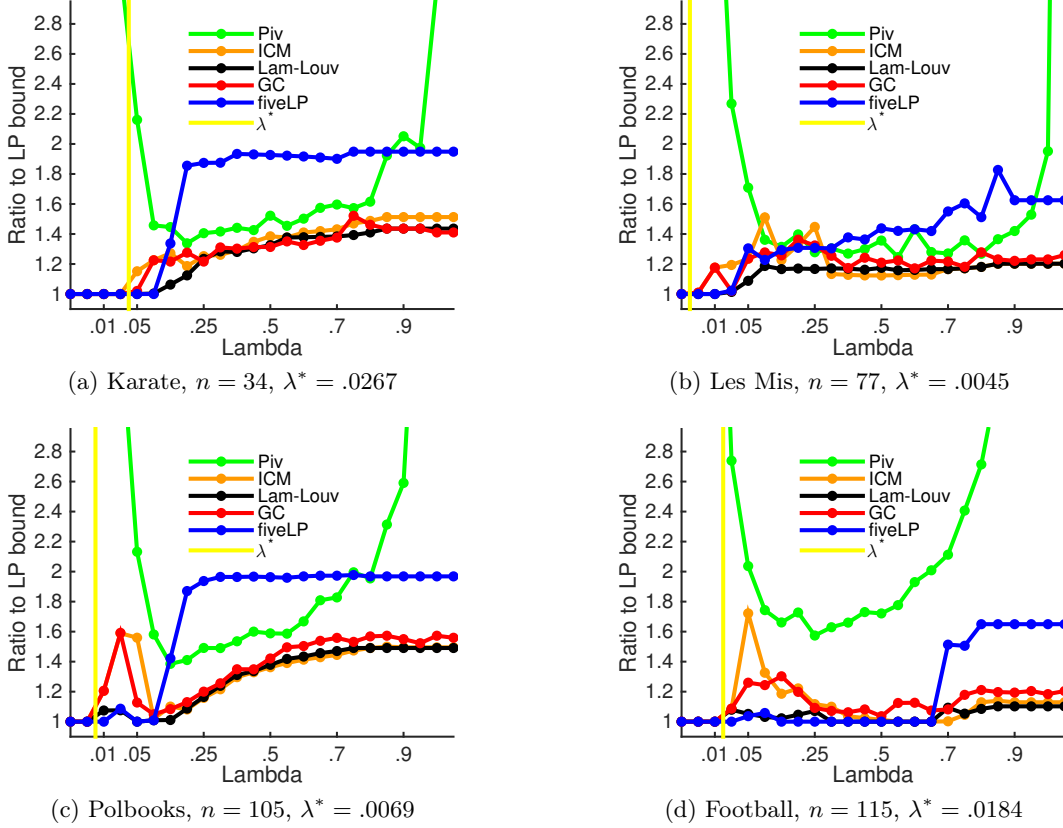 Ratio to LP bound
2.8
2.6
2.4
2.2
2
1.8
1.6
1.4
1.2
1
Piv
ICM
Lam-Louv
GC
fiveLP
λ*
.01 .05 .25 .5 .7 .9
Lambda
(a) Karate, n = 34, λ* = .0267
Ratio to LP bound
2.8
2.6
2.4
2.2
2
1.8
1.6
1.4
1.2
1
Piv
ICM
Lam-Louv
GC
fiveLP
λ*
.01 .05 .25 .5 .7 .9
Lambda
(b) Les Mis, n = 77, λ* = .0045
Ratio to LP bound
2.8
2.6
2.4
2.2
2
1.8
1.6
1.4
1.2
1
Piv
ICM
Lam-Louv
GC
fiveLP
λ*
.01 .05 .25 .5 .7 .9
Lambda
(c) Polbooks, n = 105, λ* = .0069
Ratio to LP bound
2.8
2.6
2.4
2.2
2
1.8
1.6
1.4
1.2
1
Piv
ICM
Lam-Louv
GC
fiveLP
λ*
.01 .05 .25 .5 .7 .9
Lambda
(d) Football, n = 115, λ* = .0184